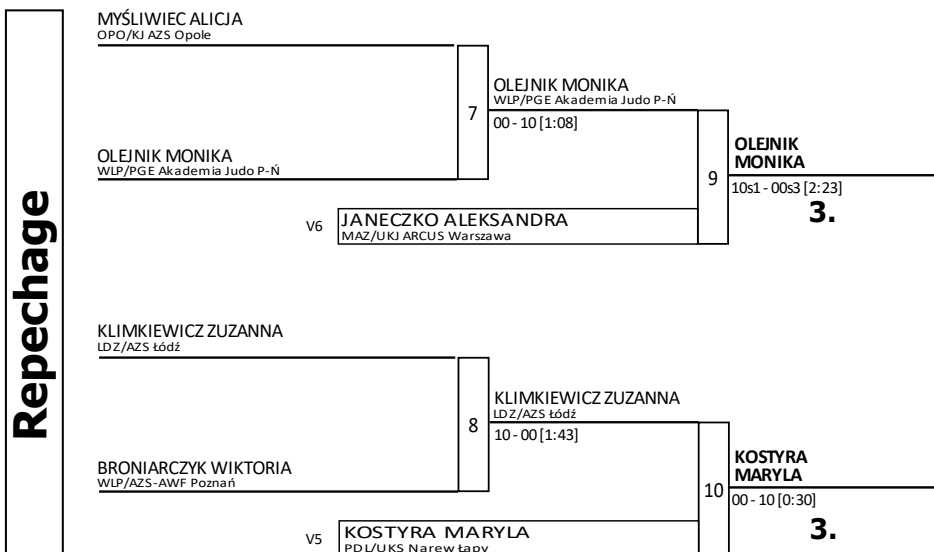 Repechage
MYŚLIWIEC ALICJA
OPO/KJ AZS Opole
7
OLEJNIK MONIKA
WLP/PGE Akademia Judo P-Ń
00 - 10 [1:08]
OLEJNIK MONIKA
WLP/PGE Akademia Judo P-Ń
9
OLEJNIK
MONIKA
10s1 - 00s3 [2:23]
3.
V6
JANECZKO ALEKSANDRA
MAZ/UKJ ARCUS Warszawa
KLIMKIEWICZ ZUZANNA
LDZ/AZS Łódź
8
KLIMKIEWICZ ZUZANNA
LDZ/AZS Łódź
10 - 00 [1:43]
BRONIARCZYK WIKTORIA
WLP/AZS-AWF Poznań
10
KOSTYRA
MARYLA
00 - 10 [0:30]
3.
V5
KOSTYRA MARYLA
PDL/UKS Narew Łapy